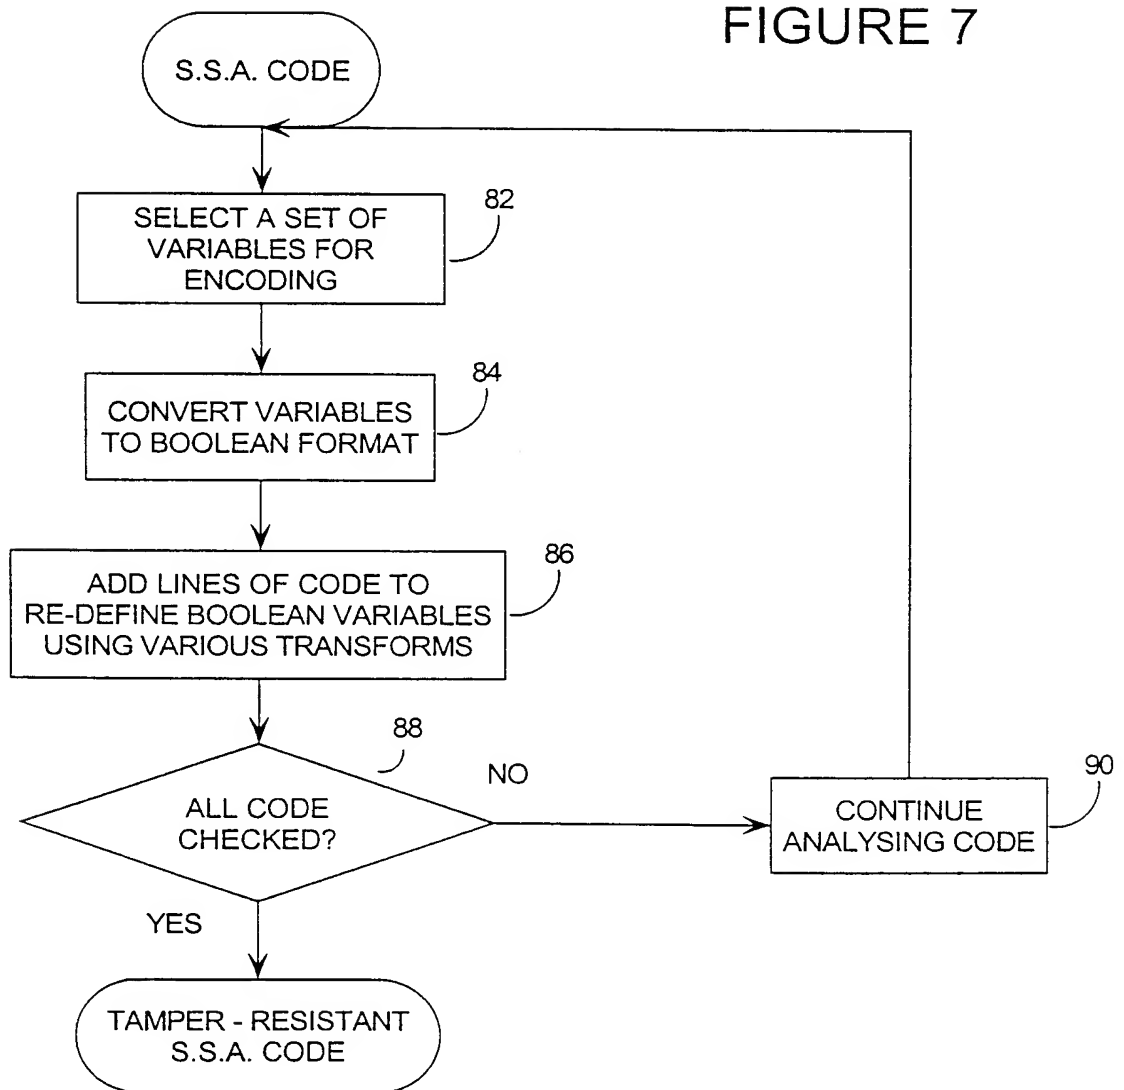 FIGURE 7
S.S.A. CODE
82
SELECT A SET OF
VARIABLES FOR
ENCODING
84
CONVERT VARIABLES
TO BOOLEAN FORMAT
86
ADD LINES OF CODE TO
RE-DEFINE BOOLEAN VARIABLES
USING VARIOUS TRANSFORMS
88
ALL CODE
CHECKED?
NO
90
CONTINUE
ANALYSING CODE
YES
TAMPER - RESISTANT
S.S.A. CODE